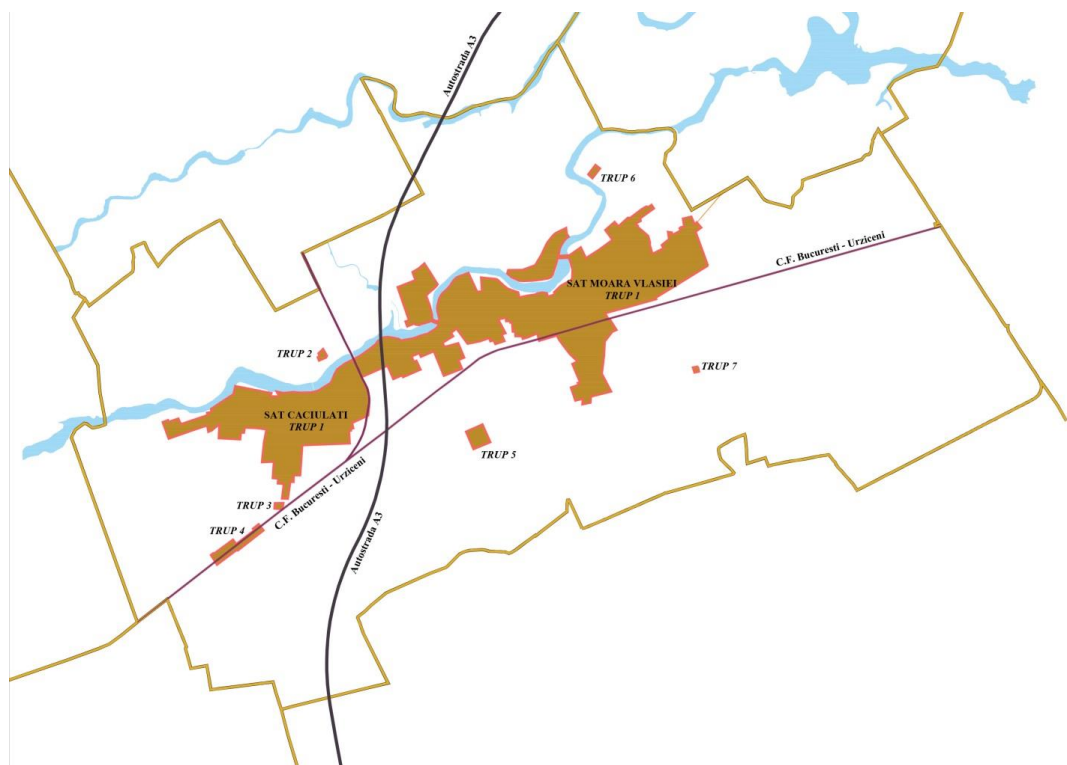 Autostrada A3
TRUP 6
C.F. Bucuresti - Urziceni
SAT MOARA VLASIEI
TRUP 1
TRUP 2
TRUP 7
SAT CACIULATI
TRUP 1
TRUP 5
C.F. Bucuresti - Urziceni
TRUP 3
TRUP 4
Autostrada A3